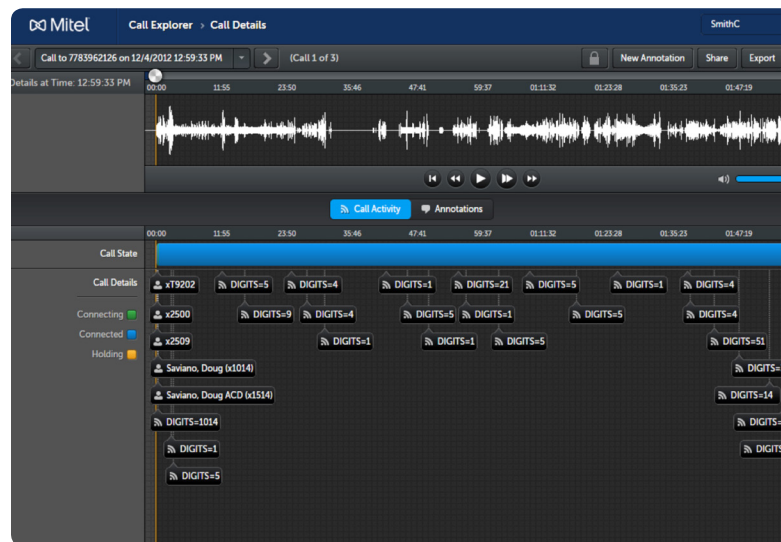 Mitel Call Explorer > Call Details SmithC
Call to 7783962126 on 12/4/2012 12:59:33 PM (Call 1 of 3) New Annotation Share Export
Details at Time: 12:59:33 PM
00:00 11:55 23:50 35:46 47:41 59:37 01:11:32 01:23:28 01:35:23 01:47:19
Call Activity Annotations
00:00 11:55 23:50 35:46 47:41 59:37 01:11:32 01:23:28 01:35:23 01:47:19
Call State
Call Details xT9202 DIGITS=5 DIGITS=4 DIGITS=1 DIGITS=21 DIGITS=5 DIGITS=1 DIGITS=4
Connecting x2500 DIGITS=9 DIGITS=4 DIGITS=5 DIGITS=1 DIGITS=5 DIGITS=4
Connected x2509 DIGITS=1 DIGITS=1 DIGITS=5 DIGITS=51
Holding Saviano, Doug (x1014) DIGITS=
Saviano, Doug ACD (x1514) DIGITS=14
DIGITS=1014 DIGITS=
DIGITS=1 DIGITS
DIGITS=5